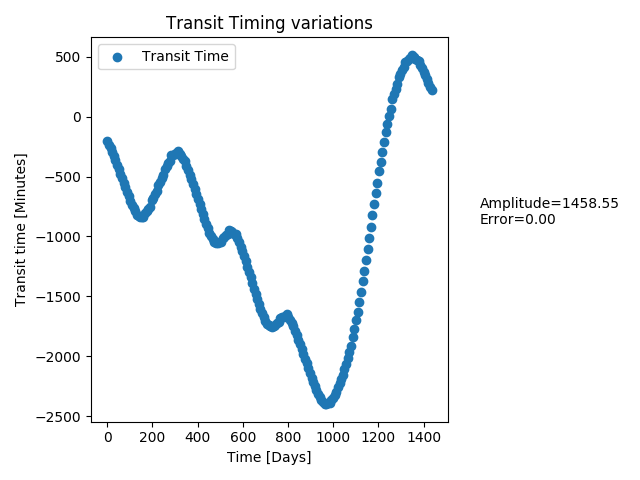 Transit Timing variations
Transit Time
Transit time [Minutes]
500
0
−500
−1000
−1500
−2000
−2500
0 200 400 600 800 1000 1200 1400
Time [Days]
Amplitude=1458.55
Error=0.00